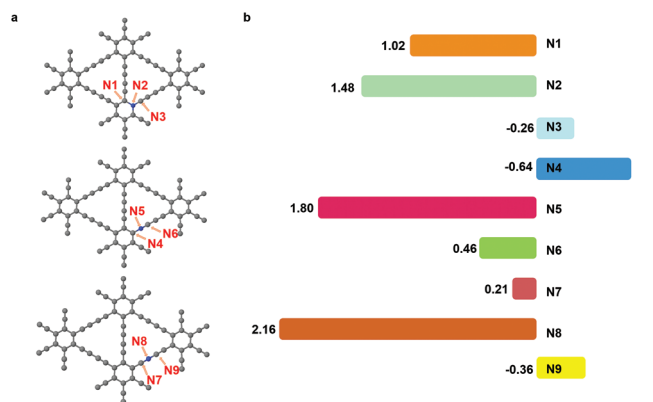 a
b
N1 N2
N3
N5
N6
N4
N8
N9
N7
1.02 N1
1.48 N2
-0.26 N3
-0.64 N4
1.80 N5
0.46 N6
0.21 N7
2.16 N8
-0.36 N9